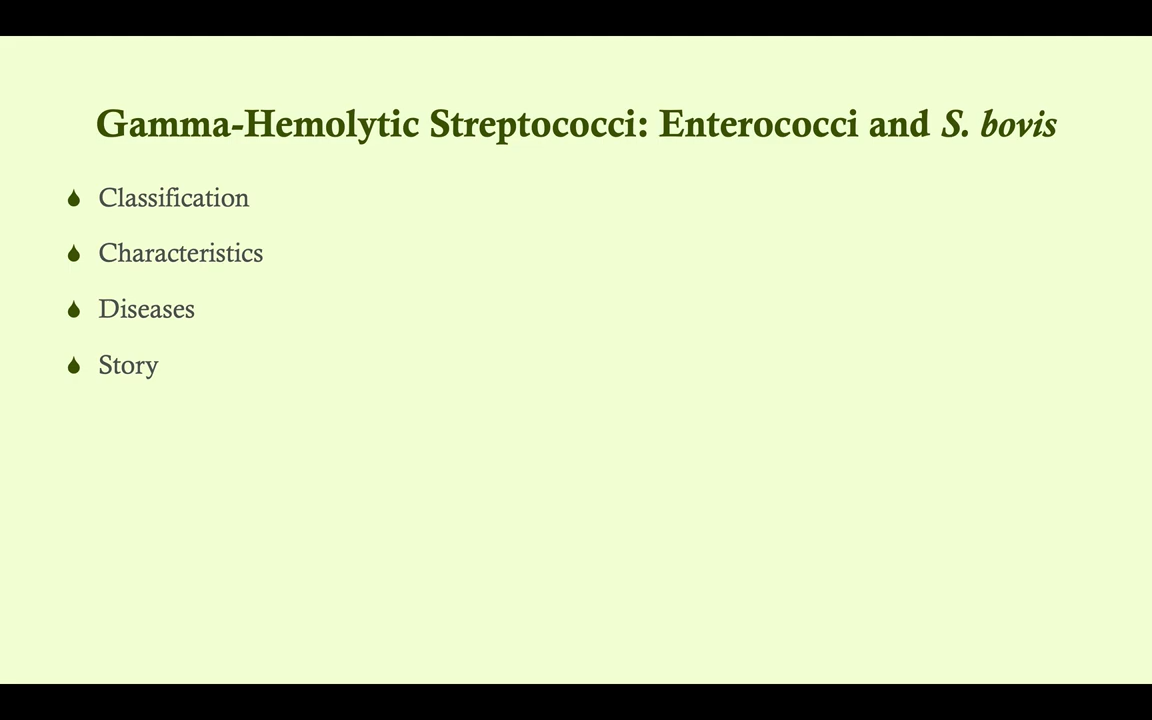 Gamma-Hemolytic Streptococci: Enterococci and S. bovis
Classification
Characteristics
Diseases
Story